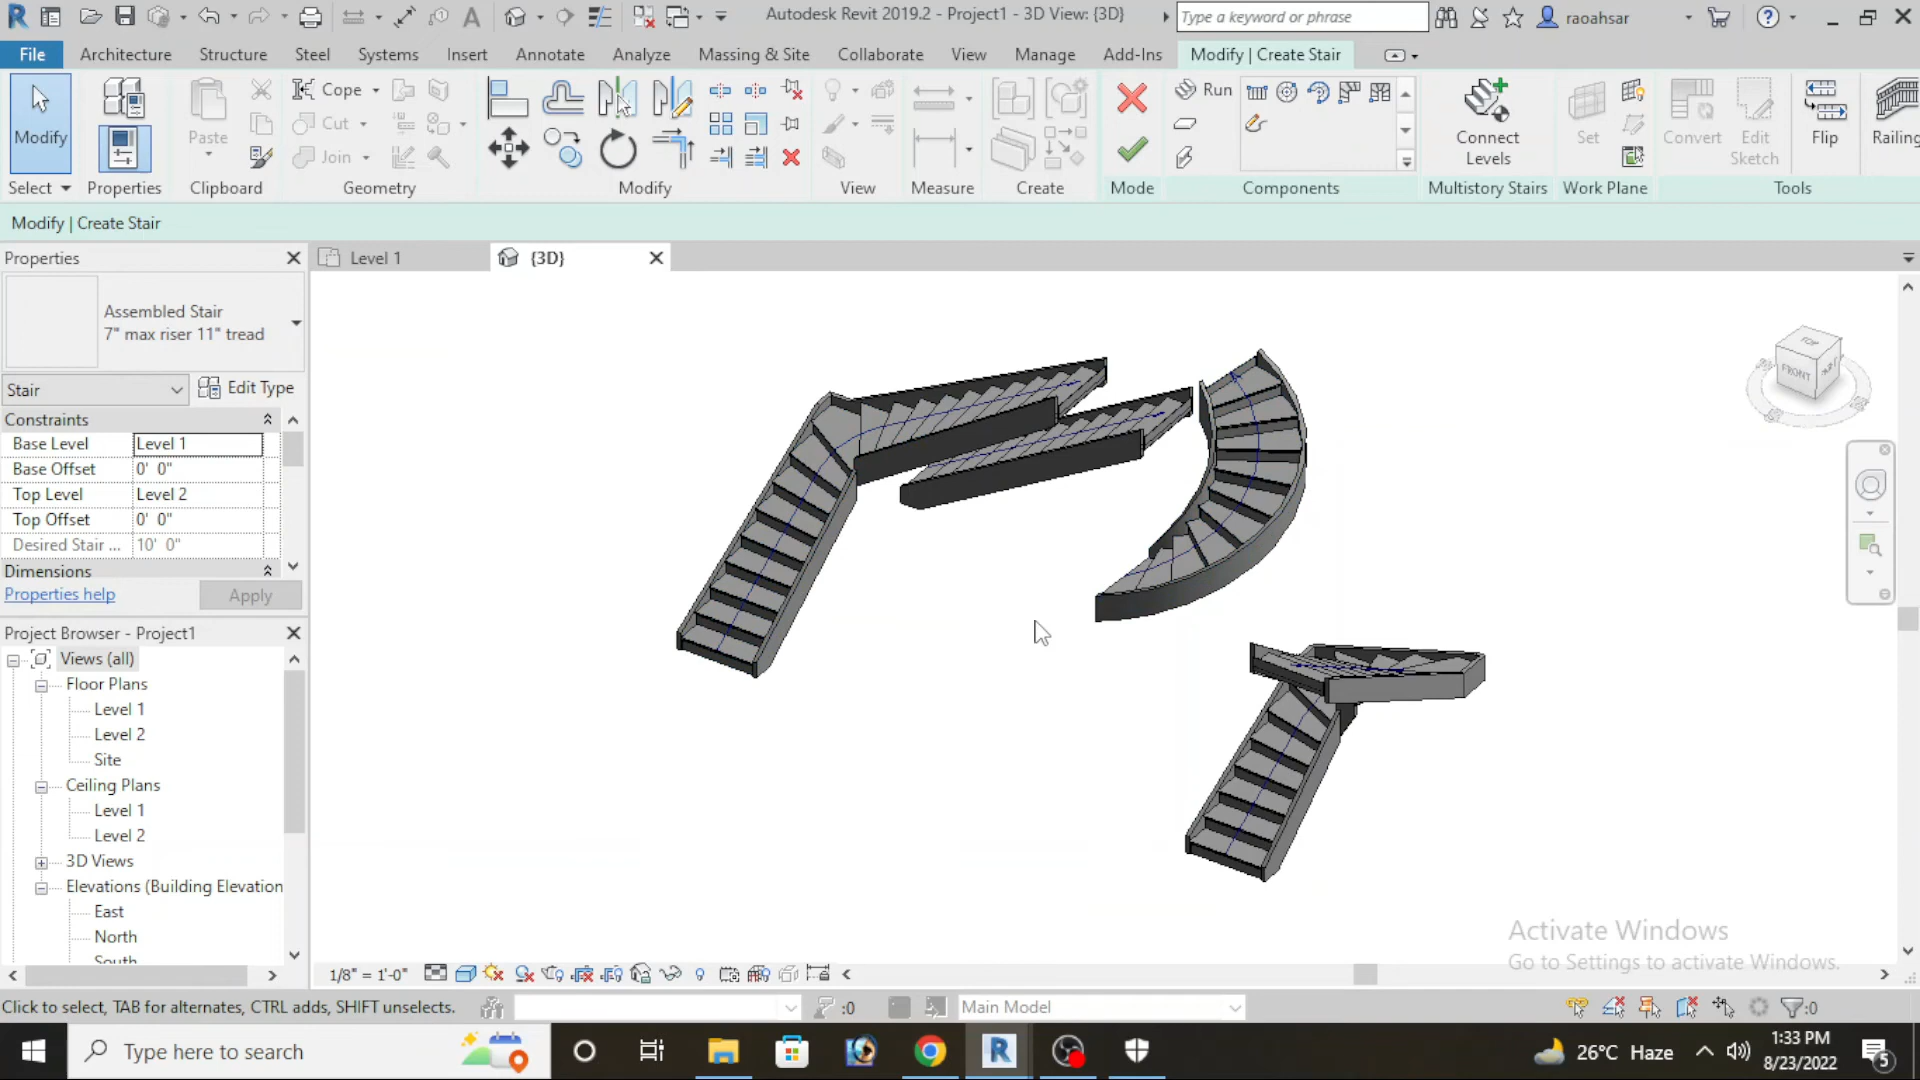 Autodesk Revit 2019.2 - Project1 - 3D View: {3D}
Type a keyword or phrase
raoahsar
File
Architecture
Structure
Steel
Systems
Insert
Annotate
Analyze
Massing & Site
Collaborate
View
Manage
Add-Ins
Modify | Create Stair
Modify
Paste
Cope
Cut
Join
Run
Connect
Levels
Set
Convert
Edit
Sketch
Flip
Railing
Select
Properties
Clipboard
Geometry
Modify
View
Measure
Create
Mode
Components
Multistory Stairs
Work Plane
Tools
Modify | Create Stair
Properties
Level 1
{3D}
Assembled Stair
7" max riser 11" tread
Stair
Edit Type
Constraints
Base Level Level 1
Base Offset 0' 0"
Top Level Level 2
Top Offset 0' 0"
Desired Stair ... 10' 0"
Dimensions
Properties help
Apply
TOP
FRONT
Project Browser - Project1
Views (all)
Floor Plans
Level 1
Level 2
Site
Ceiling Plans
Level 1
Level 2
3D Views
Elevations (Building Elevation
East
North
South
1/8" = 1'-0"
Activate Windows
Go to Settings to activate Windows.
Click to select, TAB for alternates, CTRL adds, SHIFT unselects.
:0
Main Model
:0
Type here to search
26°C Haze
1:33 PM
8/23/2022
5